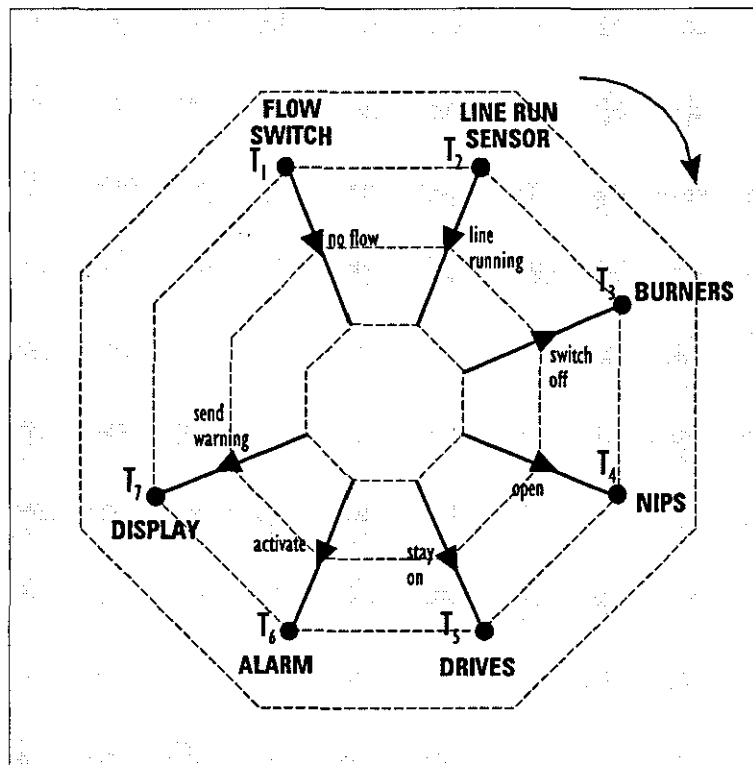 FLOW
SWITCH
T1
no flow
LINE RUN
SENSOR
T2
line
running
T3
BURNERS
switch
off
T4
NIPS
open
T5
DRIVES
stay
on
T6
ALARM
activate
T7
DISPLAY
send
warning